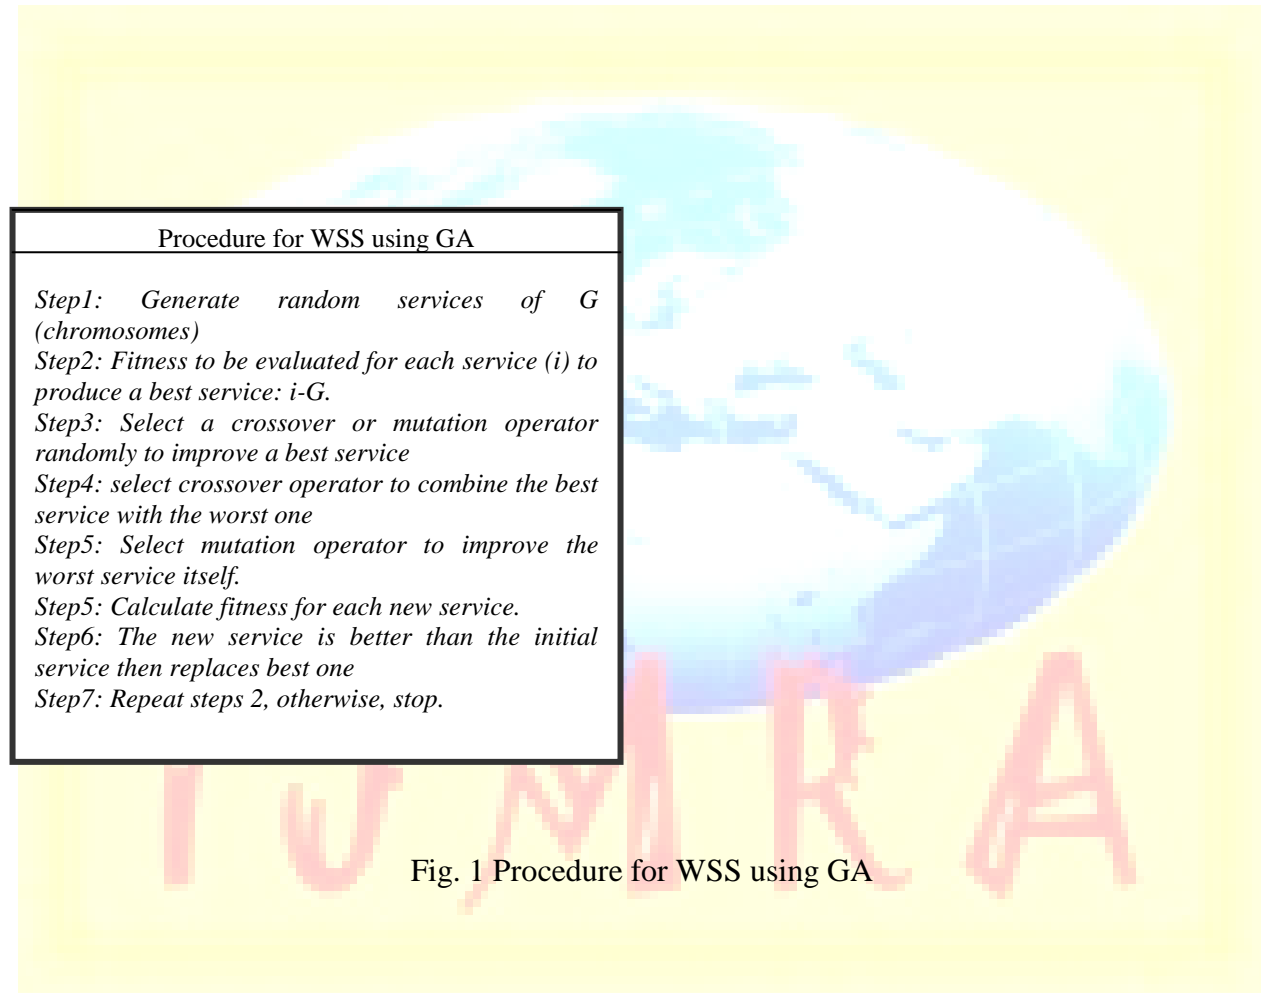 Procedure for WSS using GA
Step1: Generate random services of G
(chromosomes)
Step2: Fitness to be evaluated for each service (i) to
produce a best service: i-G.
Step3: Select a crossover or mutation operator
randomly to improve a best service
Step4: select crossover operator to combine the best
service with the worst one
Step5: Select mutation operator to improve the
worst service itself.
Step5: Calculate fitness for each new service.
Step6: The new service is better than the initial
service then replaces best one
Step7: Repeat steps 2, otherwise, stop.
IJMRA
Fig. 1 Procedure for WSS using GA